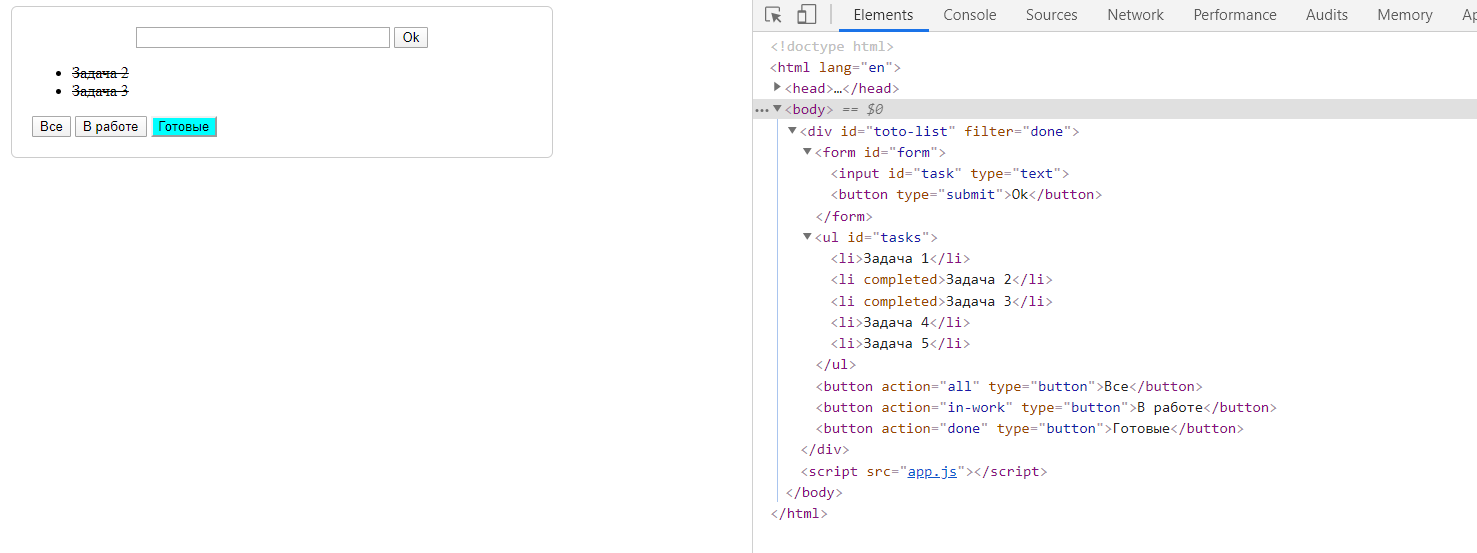 Ok
Задача 2
Задача 3
Все В работе Готовые
Elements Console Sources Network Performance Audits Memory Ap
<!doctype html>
<html lang="en">
<head>…</head>
<body> == $0
<div id="toto-list" filter="done">
<form id="form">
<input id="task" type="text">
<button type="submit">Ok</button>
</form>
<ul id="tasks">
<li>Задача 1</li>
<li completed>Задача 2</li>
<li completed>Задача 3</li>
<li>Задача 4</li>
<li>Задача 5</li>
</ul>
<button action="all" type="button">Все</button>
<button action="in-work" type="button">В работе</button>
<button action="done" type="button">Готовые</button>
</div>
<script src="app.js"></script>
</body>
</html>